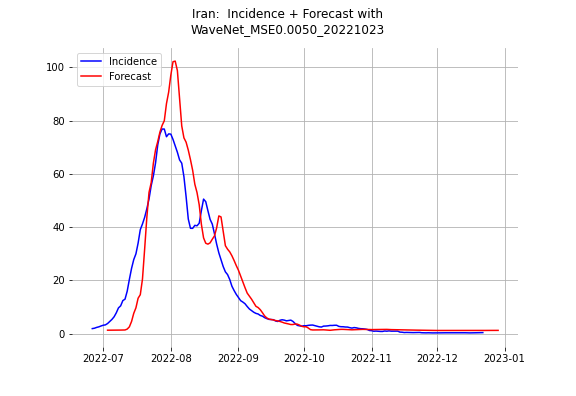 Iran:  Incidence + Forecast with
WaveNet_MSE0.0050_20221023
Incidence
Forecast
100
80
60
40
20
0
2022-07 2022-08 2022-09 2022-10 2022-11 2022-12 2023-01